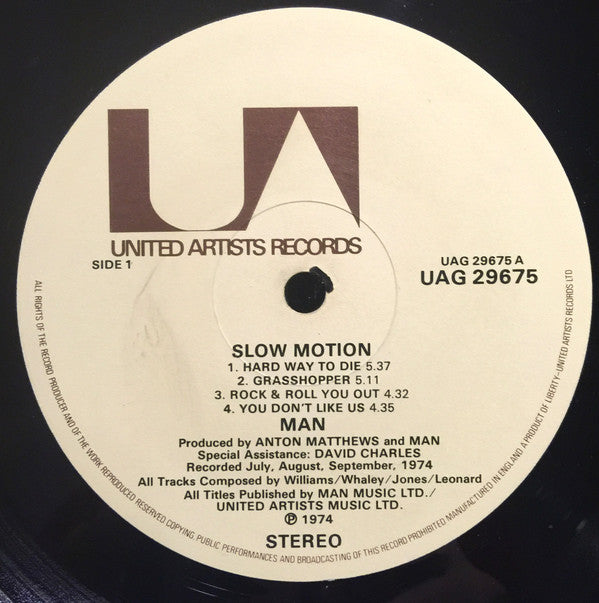 UA
UNITED ARTISTS RECORDS
SIDE 1
UAG 29675 A
UAG 29675
SLOW MOTION
1. HARD WAY TO DIE 5.37
2. GRASSHOPPER 5.11
3. ROCK & ROLL YOU OUT 4.32
4. YOU DON'T LIKE US 4.35
MAN
Produced by ANTON MATTHEWS and MAN
Special Assistance: DAVID CHARLES
Recorded July, August, September, 1974
All Tracks Composed by Williams/Whaley/Jones/Leonard
All Titles Published by MAN MUSIC LTD./
UNITED ARTISTS MUSIC LTD.
℗ 1974
STEREO
ALL RIGHTS OF THE RECORD PRODUCER AND OF THE WORK REPRODUCED RESERVED COPYING, PUBLIC PERFORMANCES AND BROADCASTING OF THIS RECORD PROHIBITED MANUFACTURED IN ENGLAND A PRODUCT OF LIBERTY–UNITED ARTISTS RECORDS LTD